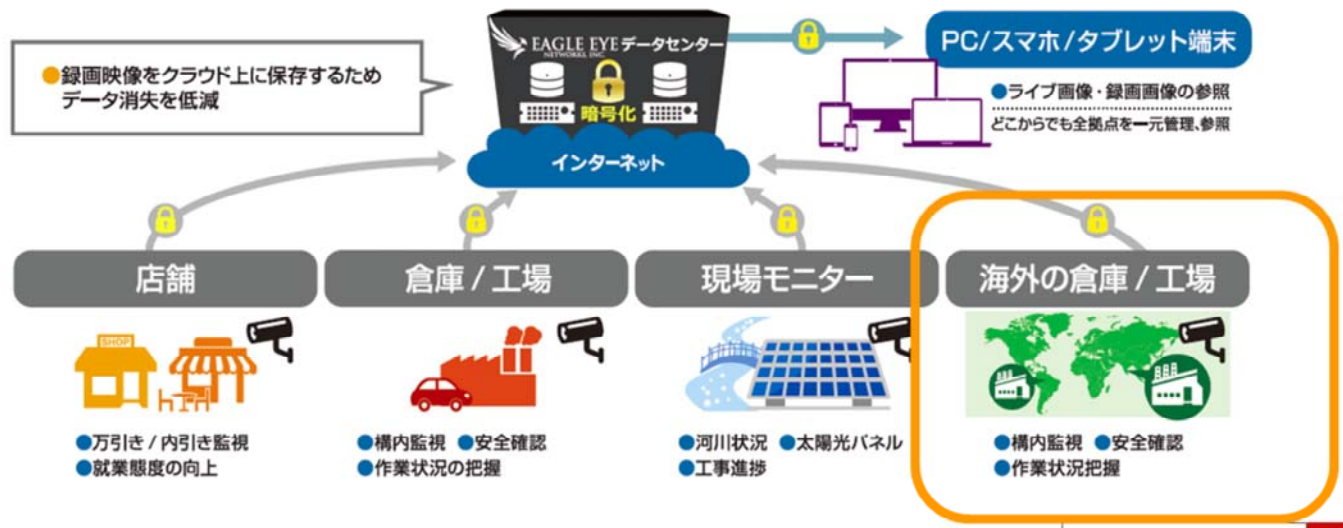 EAGLE EYE データセンター
NETWORKS INC.
暗号化
インターネット
●録画映像をクラウド上に保存するため
データ消失を低減
PC/スマホ/タブレット端末
●ライブ画像・録画画像の参照
どこからでも全拠点を一元管理、参照
店舗
SHOP
●万引き / 内引き監視
●就業態度の向上
倉庫 / 工場
●構内監視 ●安全確認
●作業状況の把握
現場モニター
●河川状況 ●太陽光パネル
●工事進捗
海外の倉庫 / 工場
●構内監視 ●安全確認
●作業状況把握